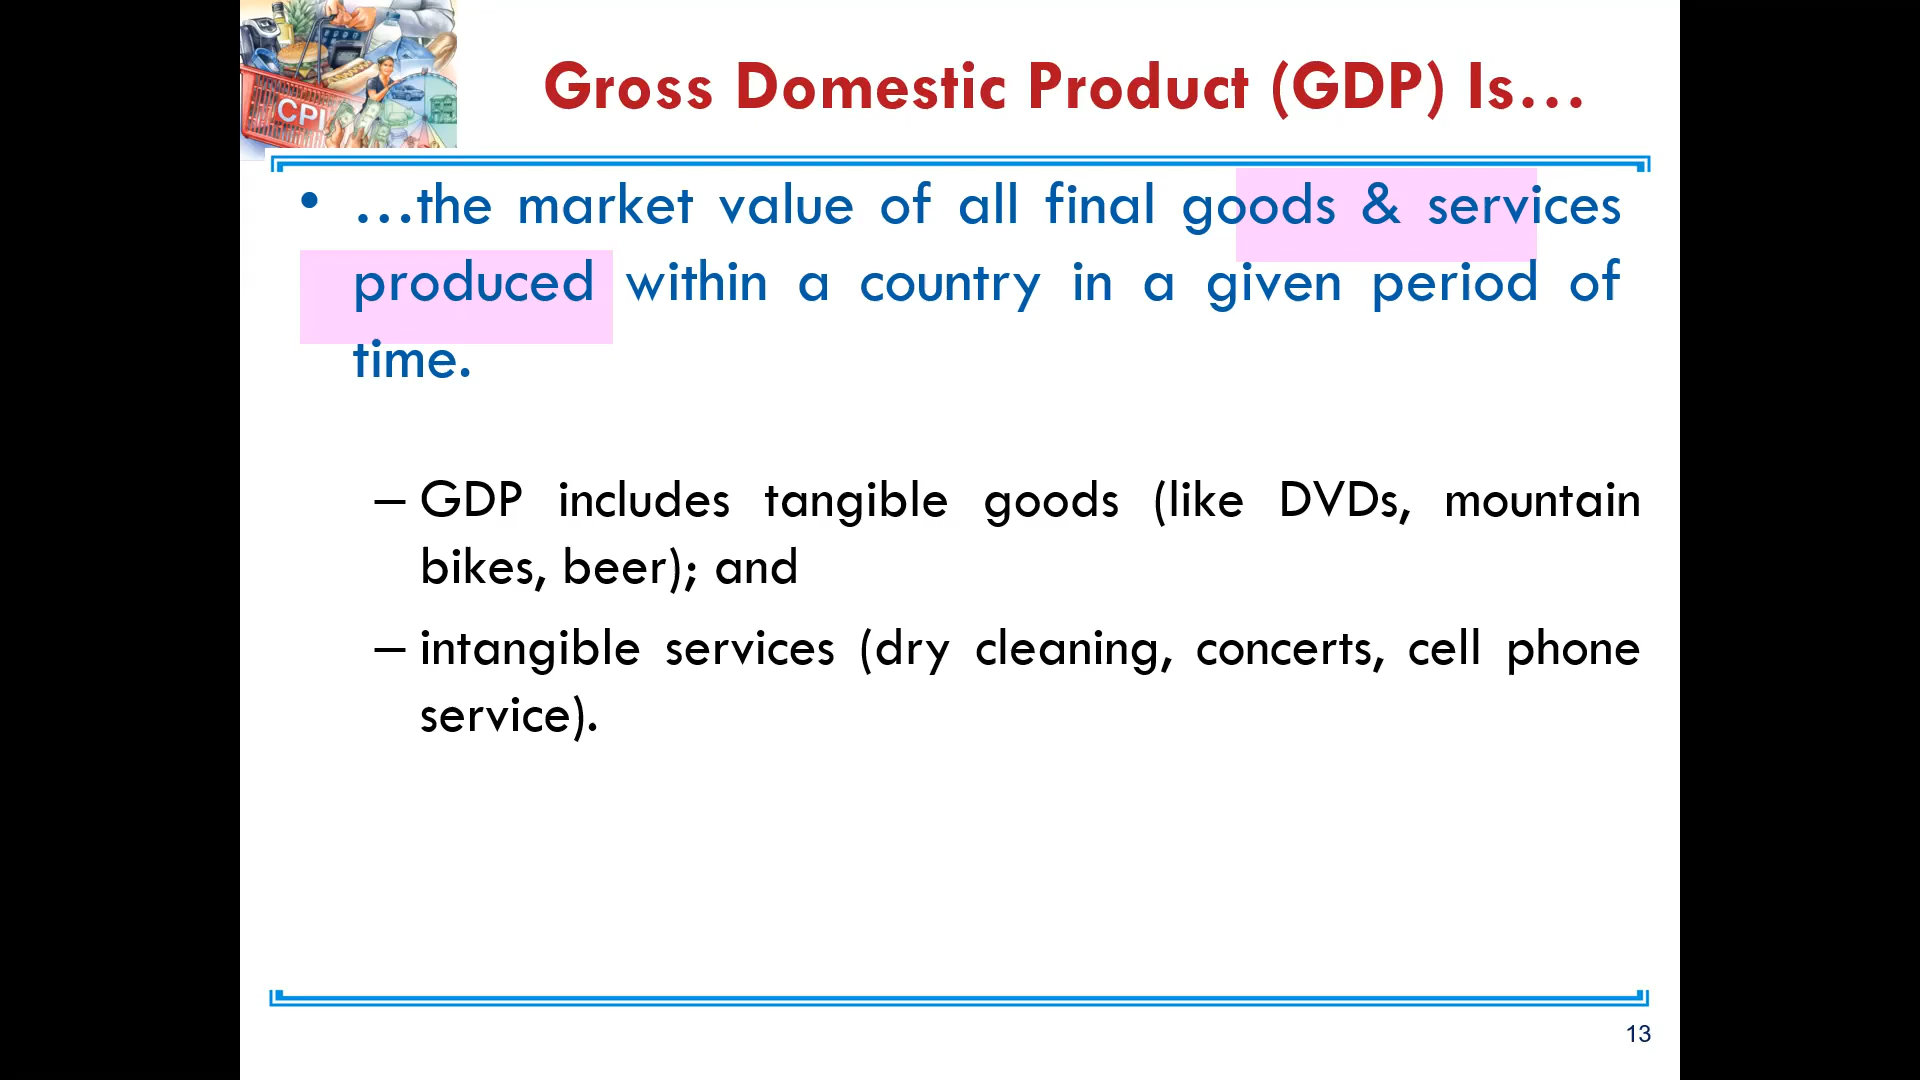 CPI
Gross Domestic Product (GDP) Is…
• …the market value of all final goods & services
produced within a country in a given period of
time.
– GDP includes tangible goods (like DVDs, mountain
bikes, beer); and
– intangible services (dry cleaning, concerts, cell phone
service).
13